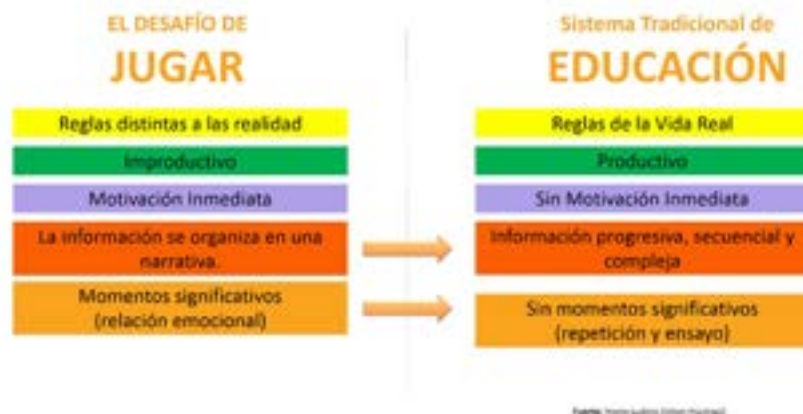 EL DESAFÍO DE
JUGAR
Reglas distintas a las realidad
Improductivo
Motivación Inmediata
La información se organiza en una
narrativa.
Momentos significativos
(relación emocional)
Sistema Tradicional de
EDUCACIÓN
Reglas de la Vida Real
Productivo
Sin Motivación Inmediata
Información progresiva, secuencial y
compleja
Sin momentos significativos
(repetición y ensayo)
Fuente: